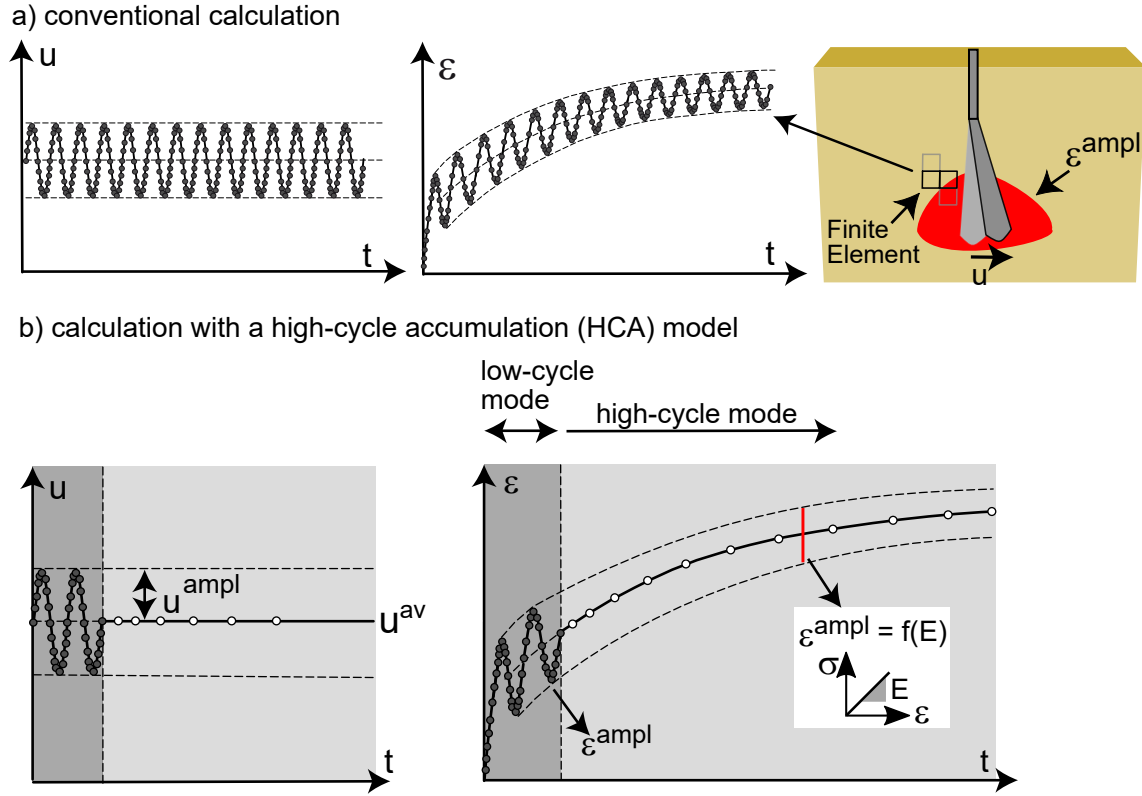 a) conventional calculation
u
t
ε
t
ε^ampl
Finite
Element
u
b) calculation with a high-cycle accumulation (HCA) model
low-cycle
mode
high-cycle mode
u
u^ampl
u^av
t
ε
ε^ampl
ε^ampl = f(E)
σ
E
ε
t